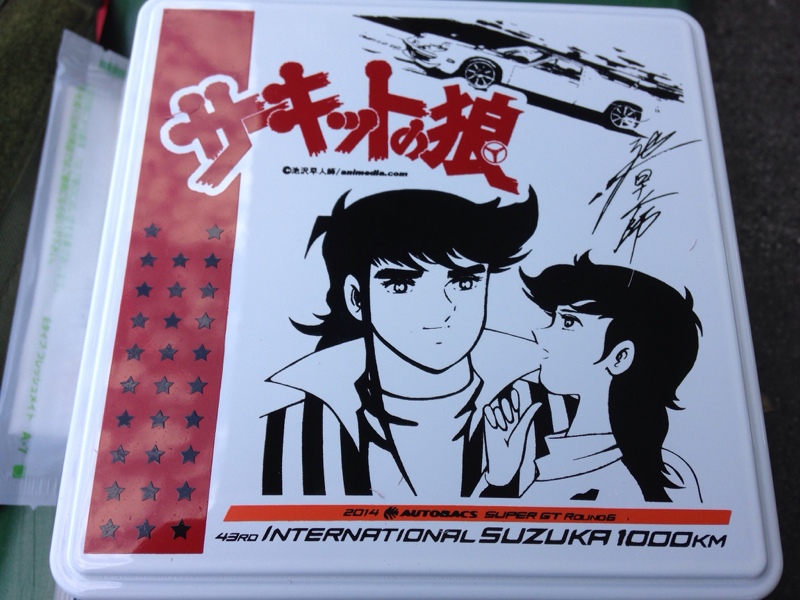 サーキットの狼
©池沢早人師/animedia.com
2014 AUTOBACS SUPER GT ROUND6
43RD INTERNATIONAL SUZUKA 1000KM